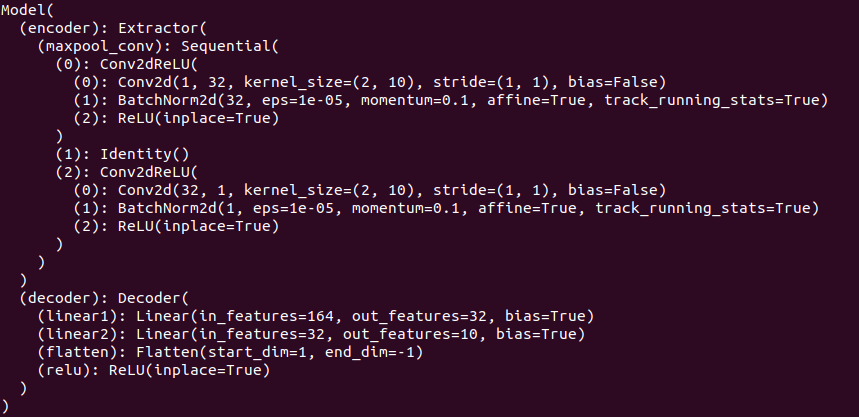 Model(
  (encoder): Extractor(
    (maxpool_conv): Sequential(
      (0): Conv2dReLU(
        (0): Conv2d(1, 32, kernel_size=(2, 10), stride=(1, 1), bias=False)
        (1): BatchNorm2d(32, eps=1e-05, momentum=0.1, affine=True, track_running_stats=True)
        (2): ReLU(inplace=True)
      )
      (1): Identity()
      (2): Conv2dReLU(
        (0): Conv2d(32, 1, kernel_size=(2, 10), stride=(1, 1), bias=False)
        (1): BatchNorm2d(1, eps=1e-05, momentum=0.1, affine=True, track_running_stats=True)
        (2): ReLU(inplace=True)
      )
    )
  )
  (decoder): Decoder(
    (linear1): Linear(in_features=164, out_features=32, bias=True)
    (linear2): Linear(in_features=32, out_features=10, bias=True)
    (flatten): Flatten(start_dim=1, end_dim=-1)
    (relu): ReLU(inplace=True)
  )
)